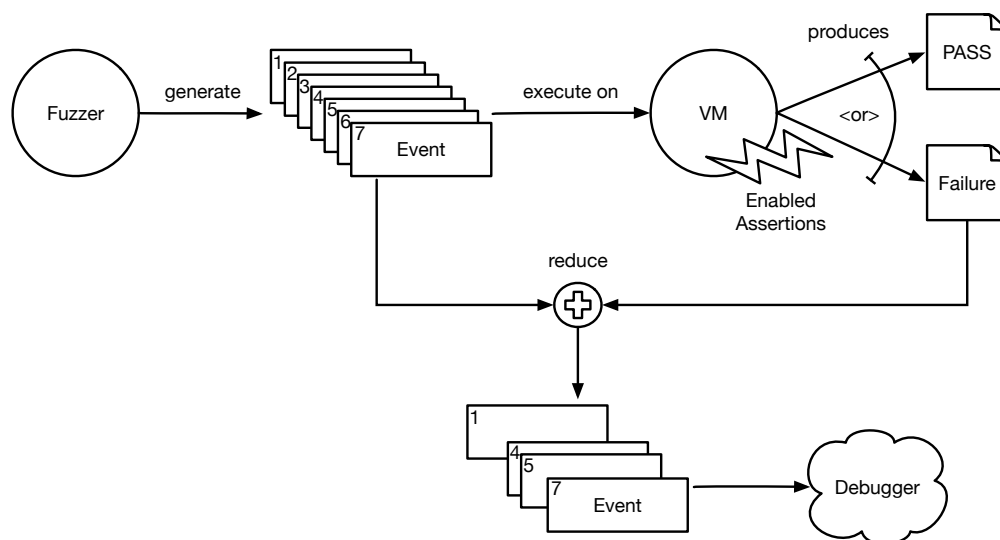 produces
PASS
Fuzzer
generate
1
2
3
4
5
6
7
Event
execute on
VM
<or>
Enabled
Assertions
Failure
reduce
1
4
5
7
Event
Debugger